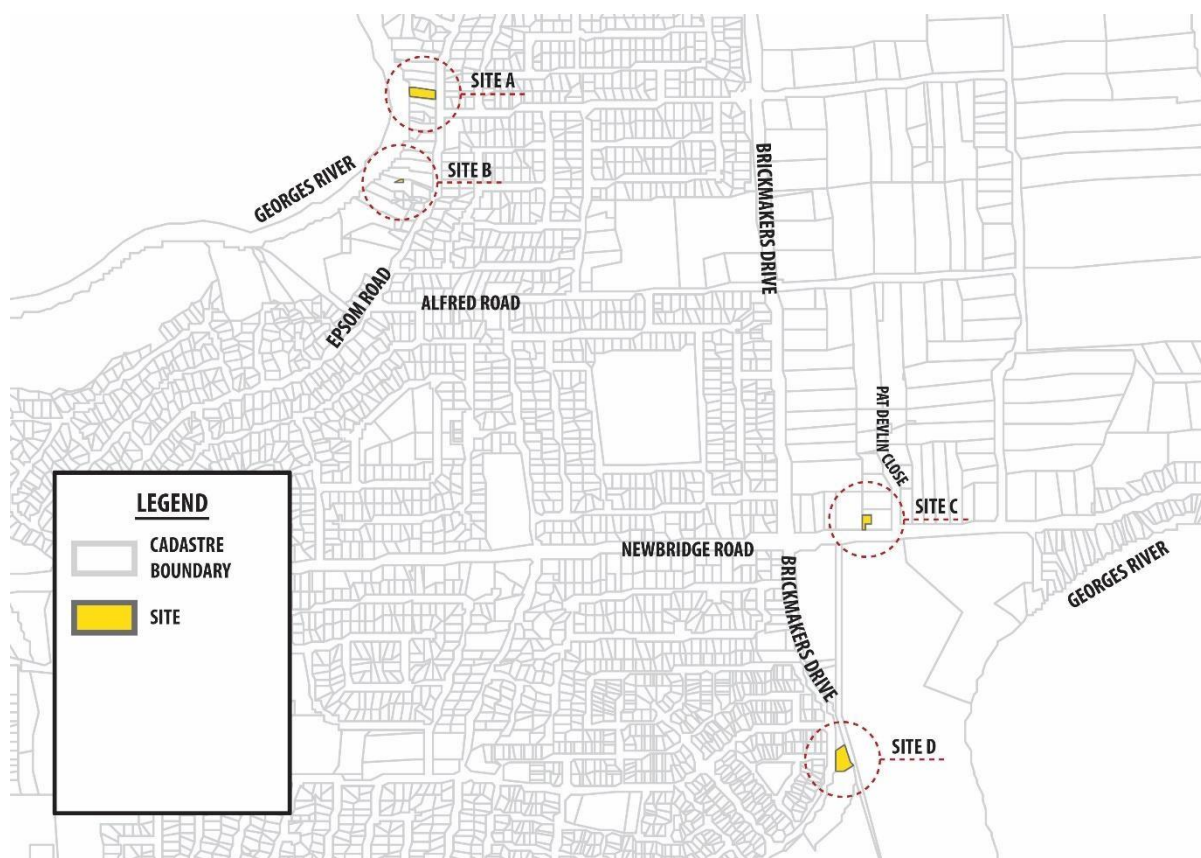 SITE A
SITE B
GEORGES RIVER
BRICKMAKERS DRIVE
EPSOM ROAD
ALFRED ROAD
PAT DEVLIN CLOSE
SITE C
NEWBRIDGE ROAD
GEORGES RIVER
BRICKMAKERS DRIVE
SITE D
LEGEND
CADASTRE
BOUNDARY
SITE